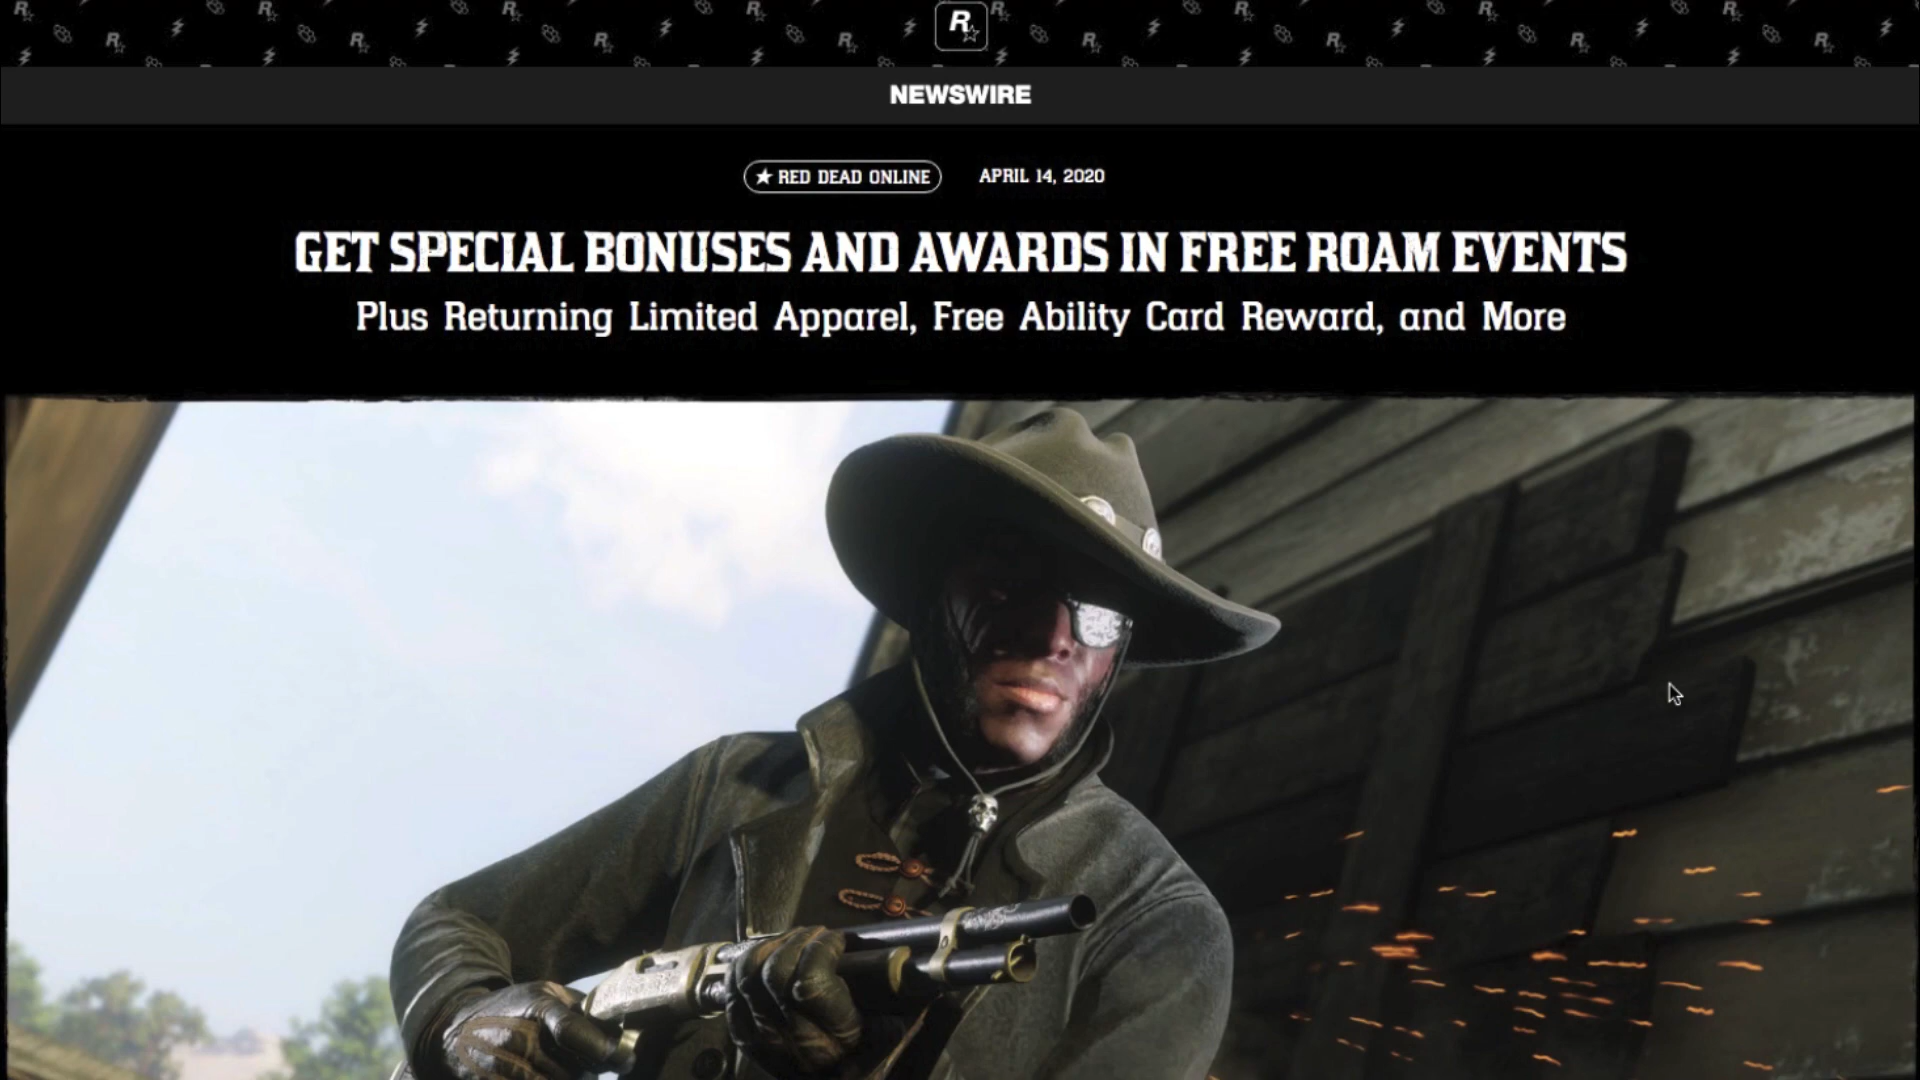 R
NEWSWIRE
★ RED DEAD ONLINE APRIL 14, 2020
GET SPECIAL BONUSES AND AWARDS IN FREE ROAM EVENTS
Plus Returning Limited Apparel, Free Ability Card Reward, and More